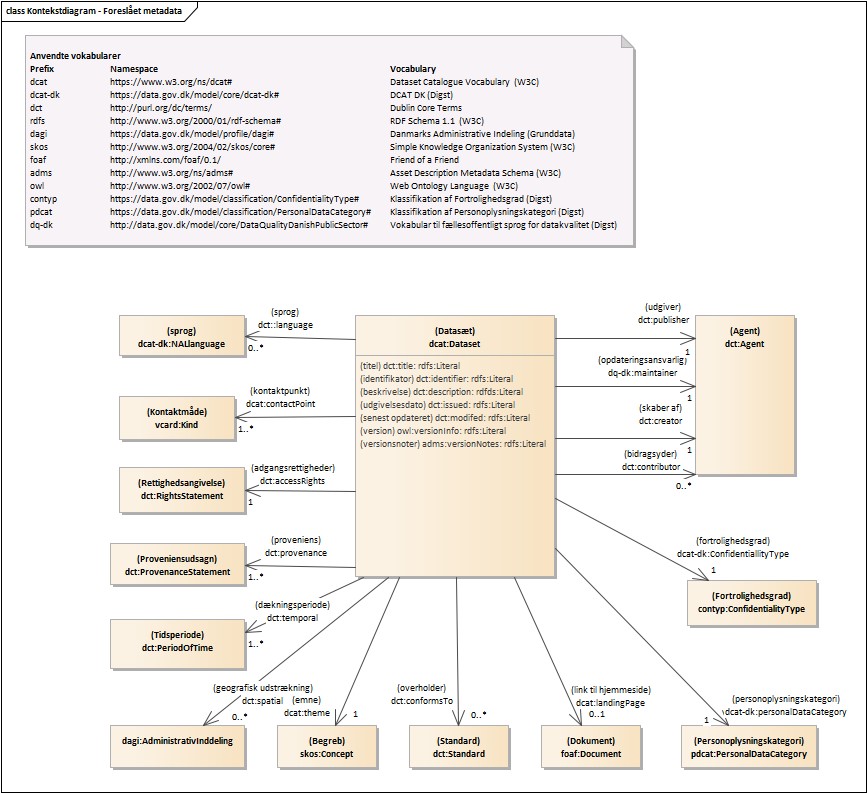 class Kontekstdiagram - Foreslået metadata
Anvendte vokabularer
Prefix Namespace Vocabulary
dcat https://www.w3.org/ns/dcat# Dataset Catalogue Vocabulary (W3C)
dcat-dk https://data.gov.dk/model/core/dcat-dk# DCAT DK (Digst)
dct http://purl.org/dc/terms/ Dublin Core Terms
rdfs http://www.w3.org/2000/01/rdf-schema# RDF Schema 1.1 (W3C)
dagi https://data.gov.dk/model/profile/dagi# Danmarks Administrative Indeling (Grunddata)
skos http://www.w3.org/2004/02/skos/core# Simple Knowledge Organization System (W3C)
foaf http://xmlns.com/foaf/0.1/ Friend of a Friend
adms http://www.w3.org/ns/adms# Asset Description Metadata Schema (W3C)
owl http://www.w3.org/2002/07/owl# Web Ontology Language (W3C)
contyp https://data.gov.dk/model/classification/ConfidentialityType# Klassifikation af Fortrolighedsgrad (Digst)
pdcat https://data.gov.dk/model/classification/PersonalDataCategory# Klassifikation af Personoplysningskategori (Digst)
dq-dk http://data.gov.dk/model/core/DataQualityDanishPublicSector# Vokabular til fællesoffentligt sprog for datakvalitet (Digst)
(sprog)
dcat-dk:NALlanguage
(sprog)
dct::language
0..*
(Kontaktmåde)
vcard:Kind
(kontaktpunkt)
dcat:contactPoint
1..*
(Rettighedsangivelse)
dct:RightsStatement
(adgangsrettigheder)
dct:accessRights
1
(Proveniensudsagn)
dct:ProvenanceStatement
(proveniens)
dct:provenance
1..*
(Tidsperiode)
dct:PeriodOfTime
(dækningsperiode)
dct:temporal
1..*
(Datasæt)
dcat:Dataset
(titel) dct:title: rdfs:Literal
(identifikator) dct:identifier: rdfs:Literal
(beskrivelse) dct:description: rdfds:Literal
(udgivelsesdato) dct:issued: rdfs:Literal
(senest opdateret) dct:modifed: rdfs:Literal
(version) owl:versionInfo: rdfs:Literal
(versionsnoter) adms:versionNotes: rdfs:Literal
(udgiver)
dct:publisher
1
(opdateringsansvarlig)
dq-dk:maintainer
1
(skaber af)
dct:creator
1
(bidragsyder)
dct:contributor
0..*
(Agent)
dct:Agent
(fortrolighedsgrad)
dcat-dk:ConfidentiallityType
1
(Fortrolighedsgrad)
contyp:ConfidentialityType
(geografisk udstrækning)
dct:spatial
0..*
dagi:AdministrativInddeling
(emne)
dcat:theme
1
(Begreb)
skos:Concept
(overholder)
dct:conformsTo
0..*
(Standard)
dct:Standard
(link til hjemmeside)
dcat:landingPage
0..1
(Dokument)
foaf:Document
(personoplysningskategori)
dcat-dk:personalDataCategory
1
(Personoplysningskategori)
pdcat:PersonalDataCategory